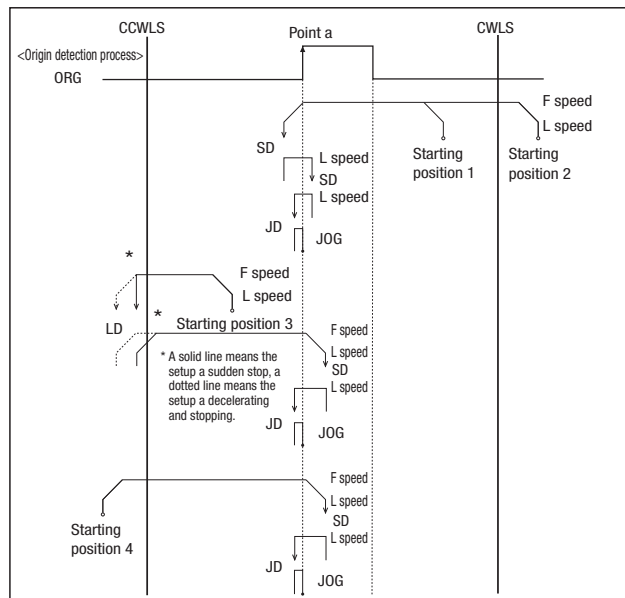 CCWLS
Point a
CWLS
<Origin detection process>
ORG
F speed
L speed
SD
Starting
position 1
Starting
position 2
L speed
SD
L speed
JD
JOG
*
F speed
L speed
LD
*
Starting position 3
F speed
L speed
SD
* A solid line means the
setup a sudden stop, a
dotted line means the
setup a decelerating
and stopping.
L speed
JD
JOG
F speed
L speed
SD
Starting
position 4
L speed
JD
JOG